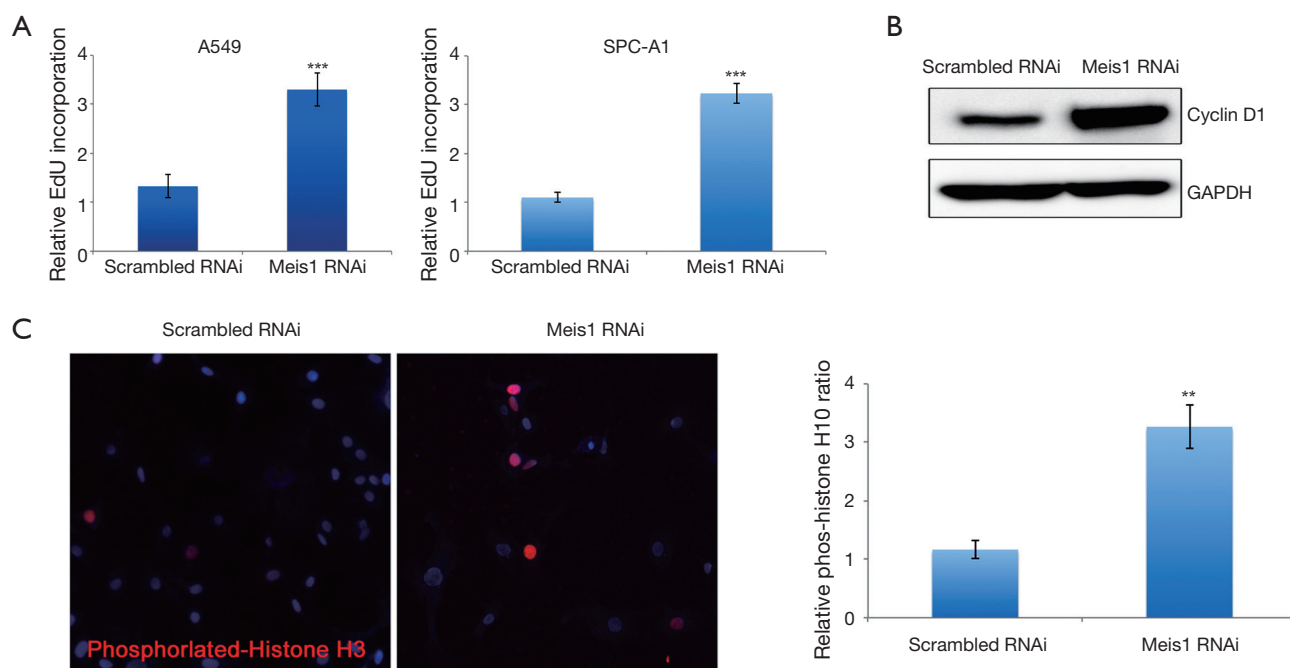 A
A549
Relative EdU incorporation
4
3
2
1
0
***
Scrambled RNAi
Meis1 RNAi
SPC-A1
Relative EdU incorporation
4
3
2
1
0
***
Scrambled RNAi
Meis1 RNAi
B
Scrambled RNAi
Meis1 RNAi
Cyclin D1
GAPDH
C
Scrambled RNAi
Meis1 RNAi
Phosphorlated-Histone H3
Relative phos-histone H10 ratio
4
3
2
1
0
**
Scrambled RNAi
Meis1 RNAi